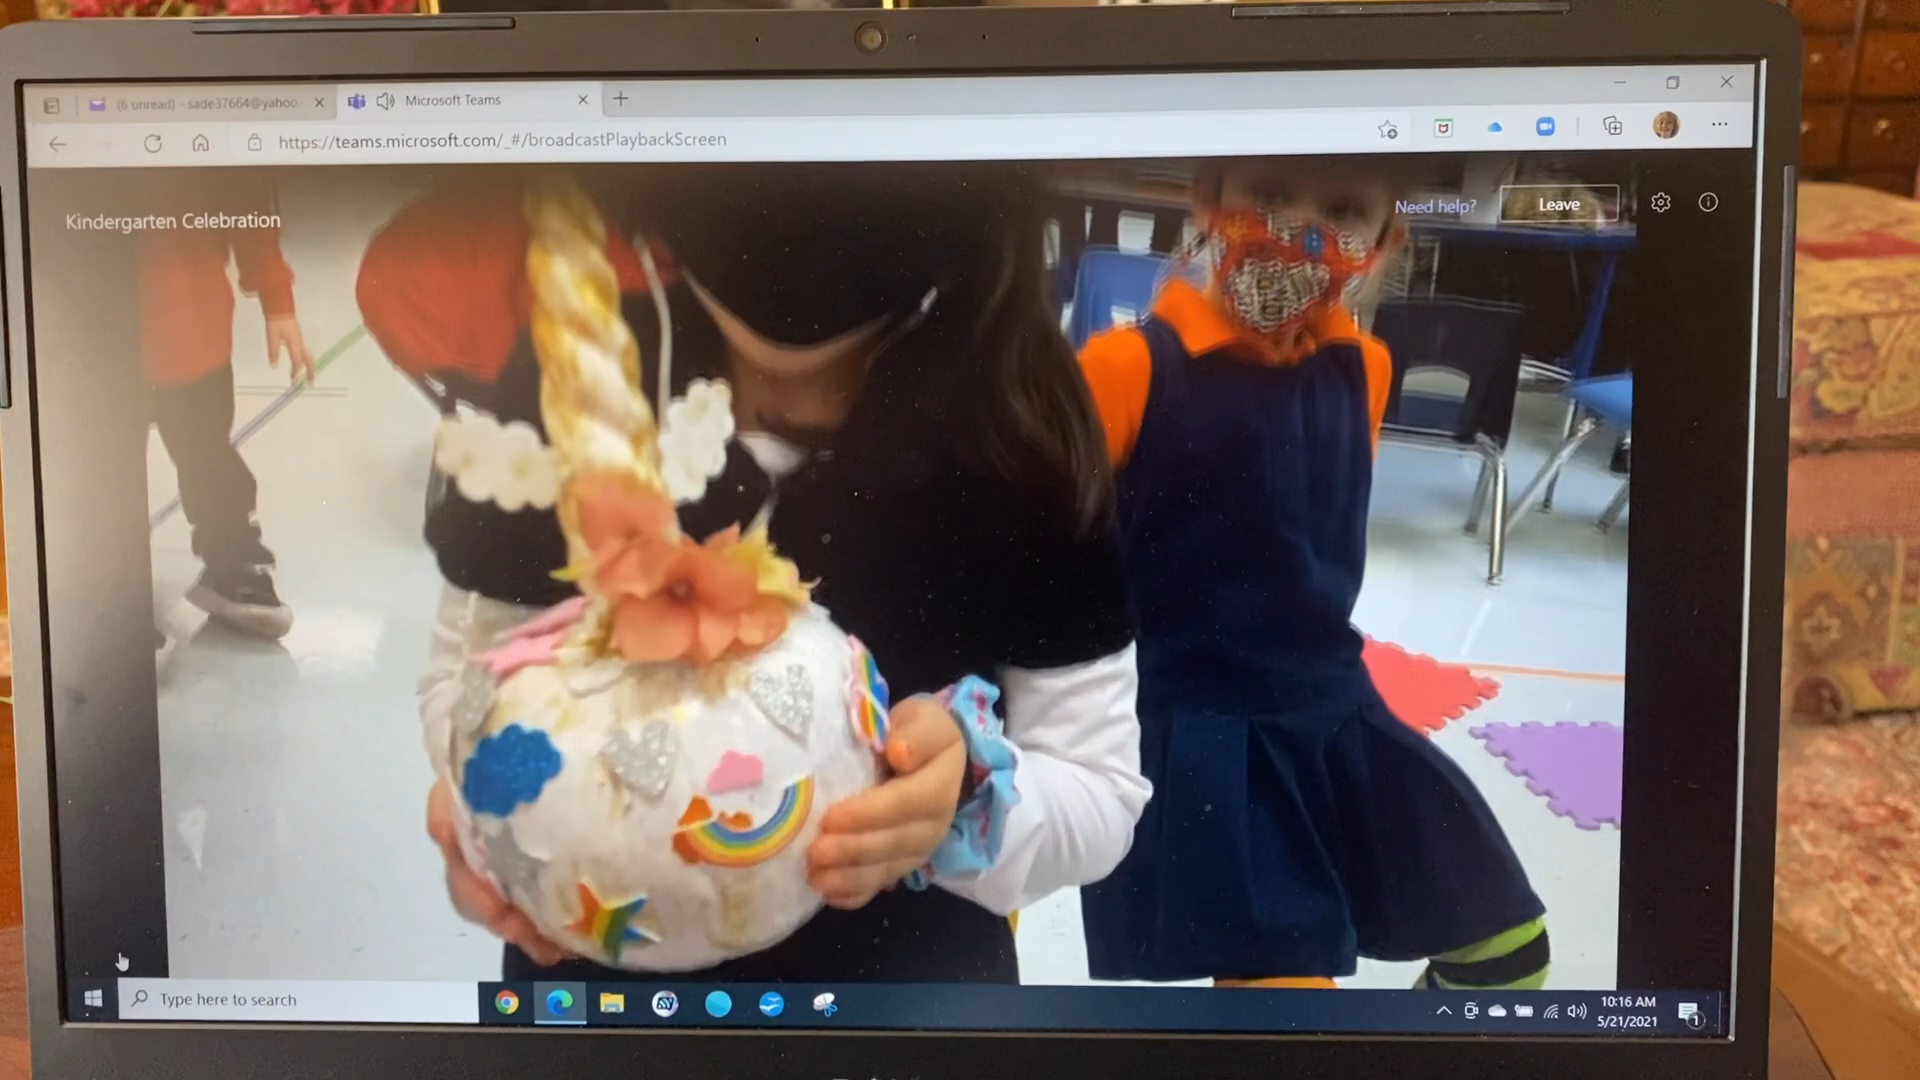 (6 unread) - sade37664@yahoo
Microsoft Teams
https://teams.microsoft.com/_#/broadcastPlaybackScreen
Kindergarten Celebration
Need help?
Leave
Type here to search
10:16 AM
5/21/2021
1